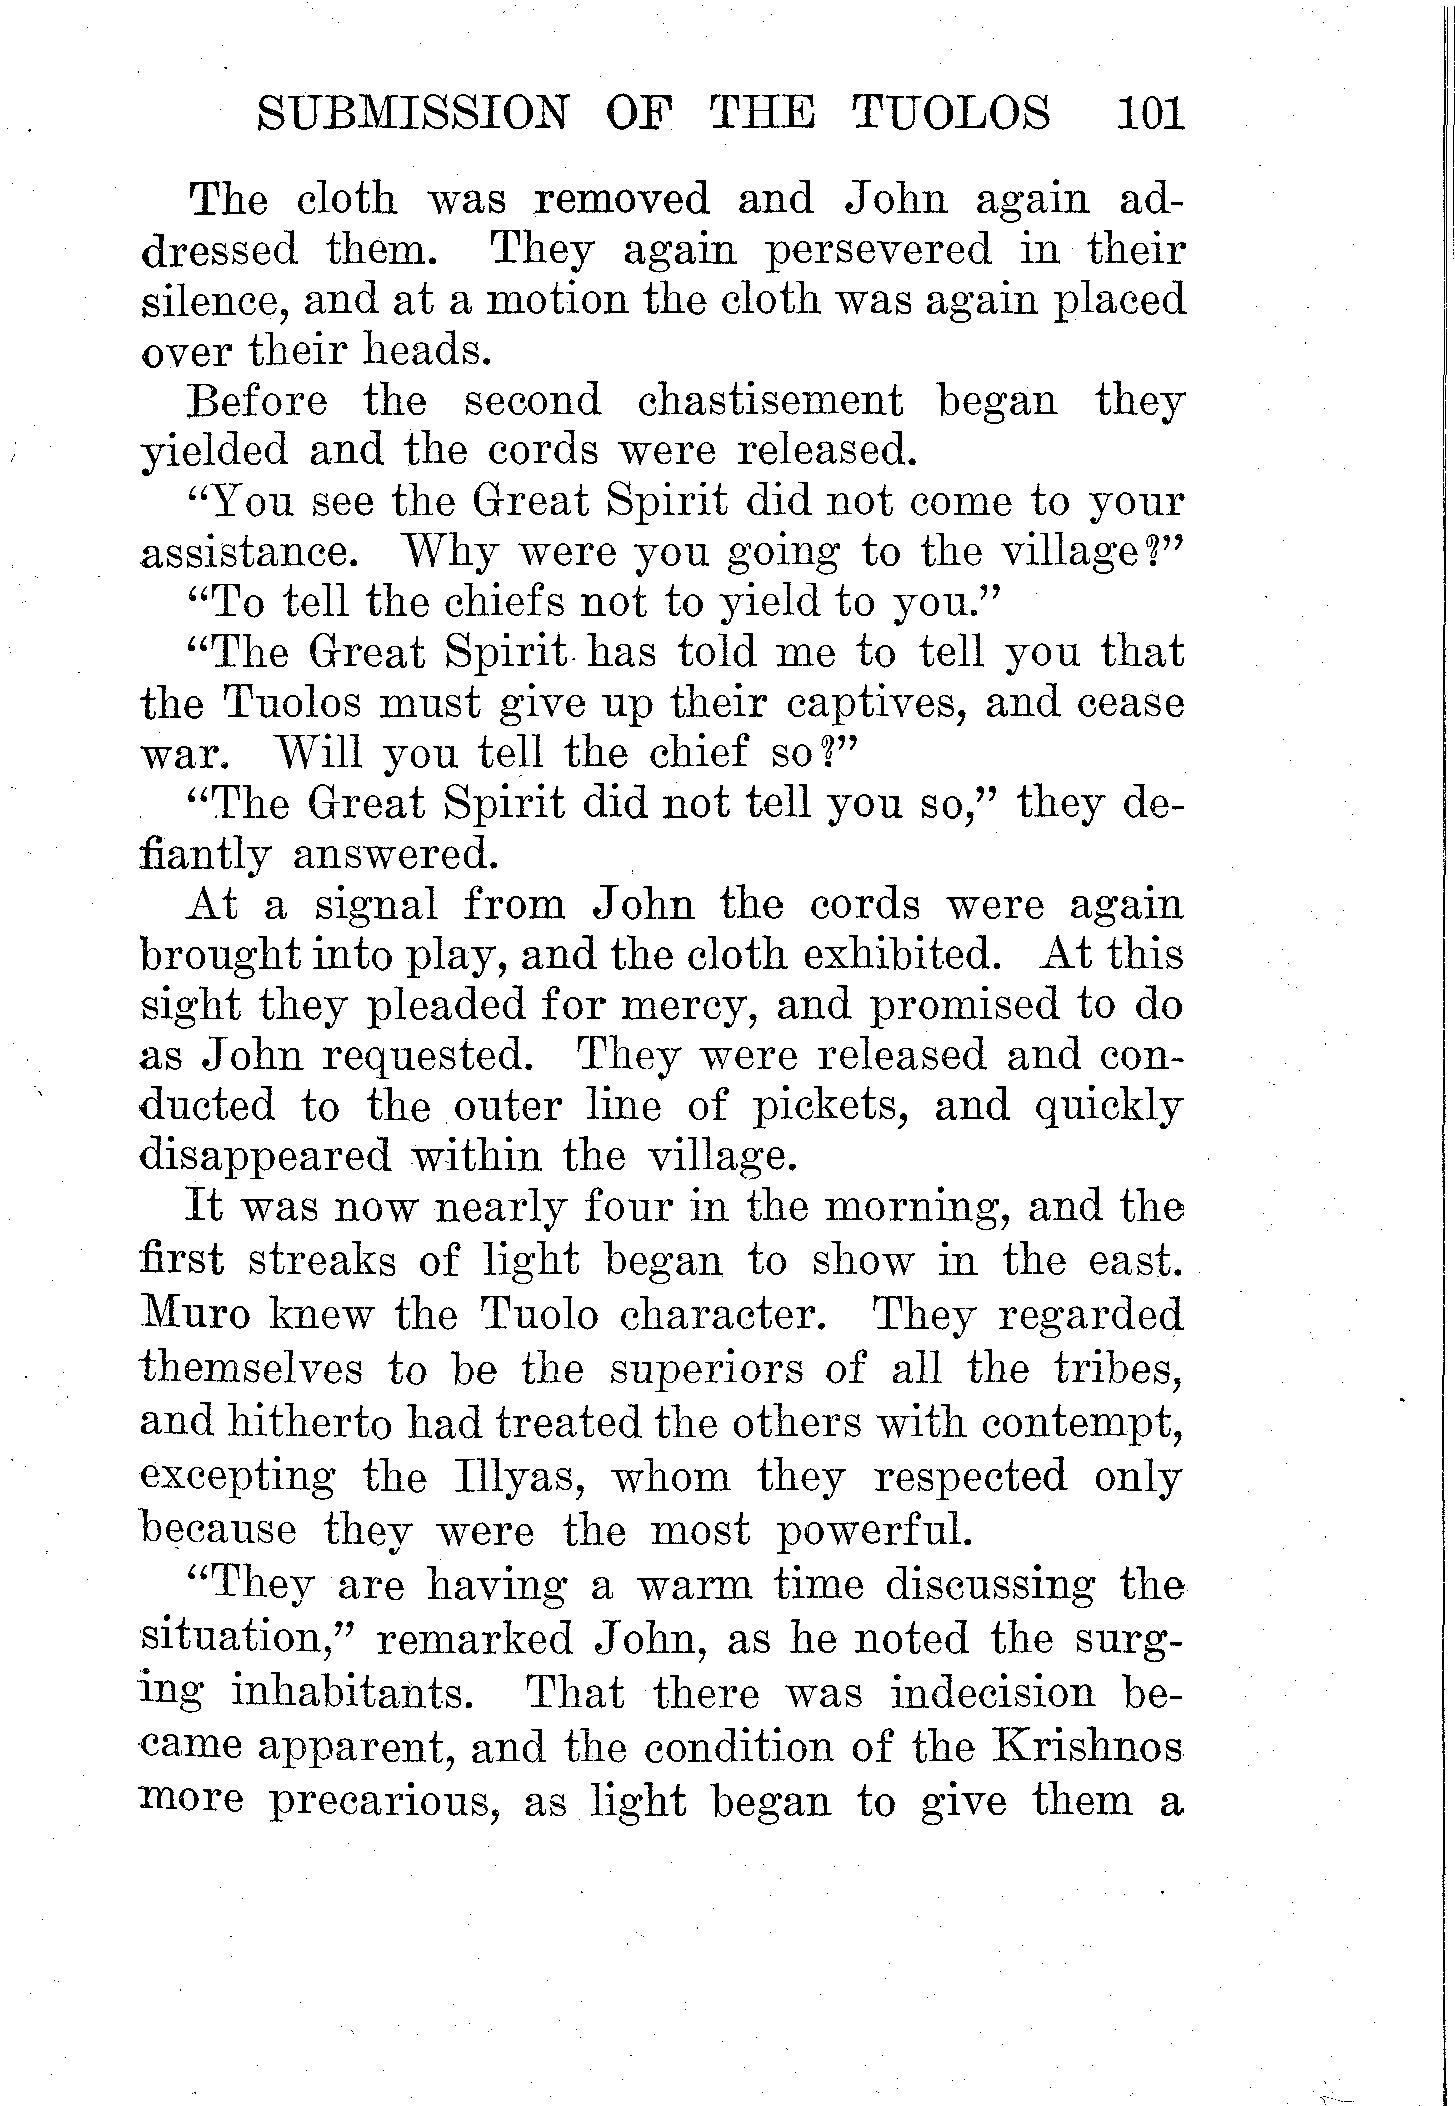 SUBMISSION OF THE TUOLOS 101
The cloth was removed and John again ad-
dressed them. They again persevered in their
silence, and at a motion the cloth was again placed
over their heads.
Before the second chastisement began they
yielded and the cords were released.
“You see the Great Spirit did not come to your
assistance. Why were you going to the village?”
“To tell the chiefs not to yield to you.”
“The Great Spirit has told me to tell you that
the Tuolos must give up their captives, and cease
war. Will you tell the chief so?”
“The Great Spirit did not tell you so,” they de-
fiantly answered.
At a signal from John the cords were again
brought into play, and the cloth exhibited. At this
sight they pleaded for mercy, and promised to do
as John requested. They were released and con-
ducted to the outer line of pickets, and quickly
disappeared within the village.
It was now nearly four in the morning, and the
first streaks of light began to show in the east.
Muro knew the Tuolo character. They regarded
themselves to be the superiors of all the tribes,
and hitherto had treated the others with contempt,
excepting the Illyas, whom they respected only
because they were the most powerful.
“They are having a warm time discussing the
situation,” remarked John, as he noted the surg-
ing inhabitants. That there was indecision be-
came apparent, and the condition of the Krishnos
more precarious, as light began to give them a